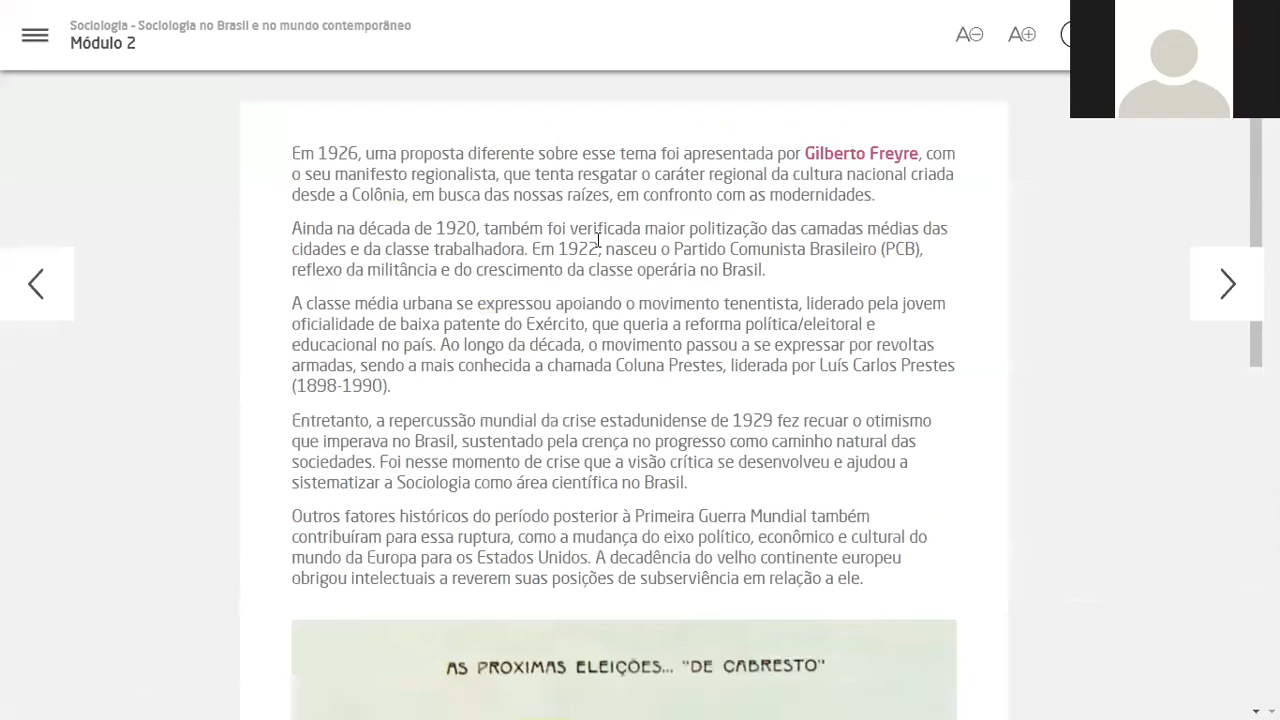 Sociologia - Sociologia no Brasil e no mundo contemporâneo
Módulo 2
A
A
Em 1926, uma proposta diferente sobre esse tema foi apresentada por Gilberto Freyre, com
o seu manifesto regionalista, que tenta resgatar o caráter regional da cultura nacional criada
desde a Colônia, em busca das nossas raízes, em confronto com as modernidades.
Ainda na década de 1920, também foi verificada maior politização das camadas médias das
cidades e da classe trabalhadora. Em 1922, nasceu o Partido Comunista Brasileiro (PCB),
reflexo da militância e do crescimento da classe operária no Brasil.
A classe média urbana se expressou apoiando o movimento tenentista, liderado pela jovem
oficialidade de baixa patente do Exército, que queria a reforma política/eleitoral e
educacional no país. Ao longo da década, o movimento passou a se expressar por revoltas
armadas, sendo a mais conhecida a chamada Coluna Prestes, liderada por Luís Carlos Prestes
(1898-1990).
Entretanto, a repercussão mundial da crise estadunidense de 1929 fez recuar o otimismo
que imperava no Brasil, sustentado pela crença no progresso como caminho natural das
sociedades. Foi nesse momento de crise que a visão crítica se desenvolveu e ajudou a
sistematizar a Sociologia como área científica no Brasil.
Outros fatores históricos do período posterior à Primeira Guerra Mundial também
contribuíram para essa ruptura, como a mudança do eixo político, econômico e cultural do
mundo da Europa para os Estados Unidos. A decadência do velho continente europeu
obrigou intelectuais a reverem suas posições de subserviência em relação a ele.
AS PROXIMAS ELEIÇÕES... "DE CABRESTO"